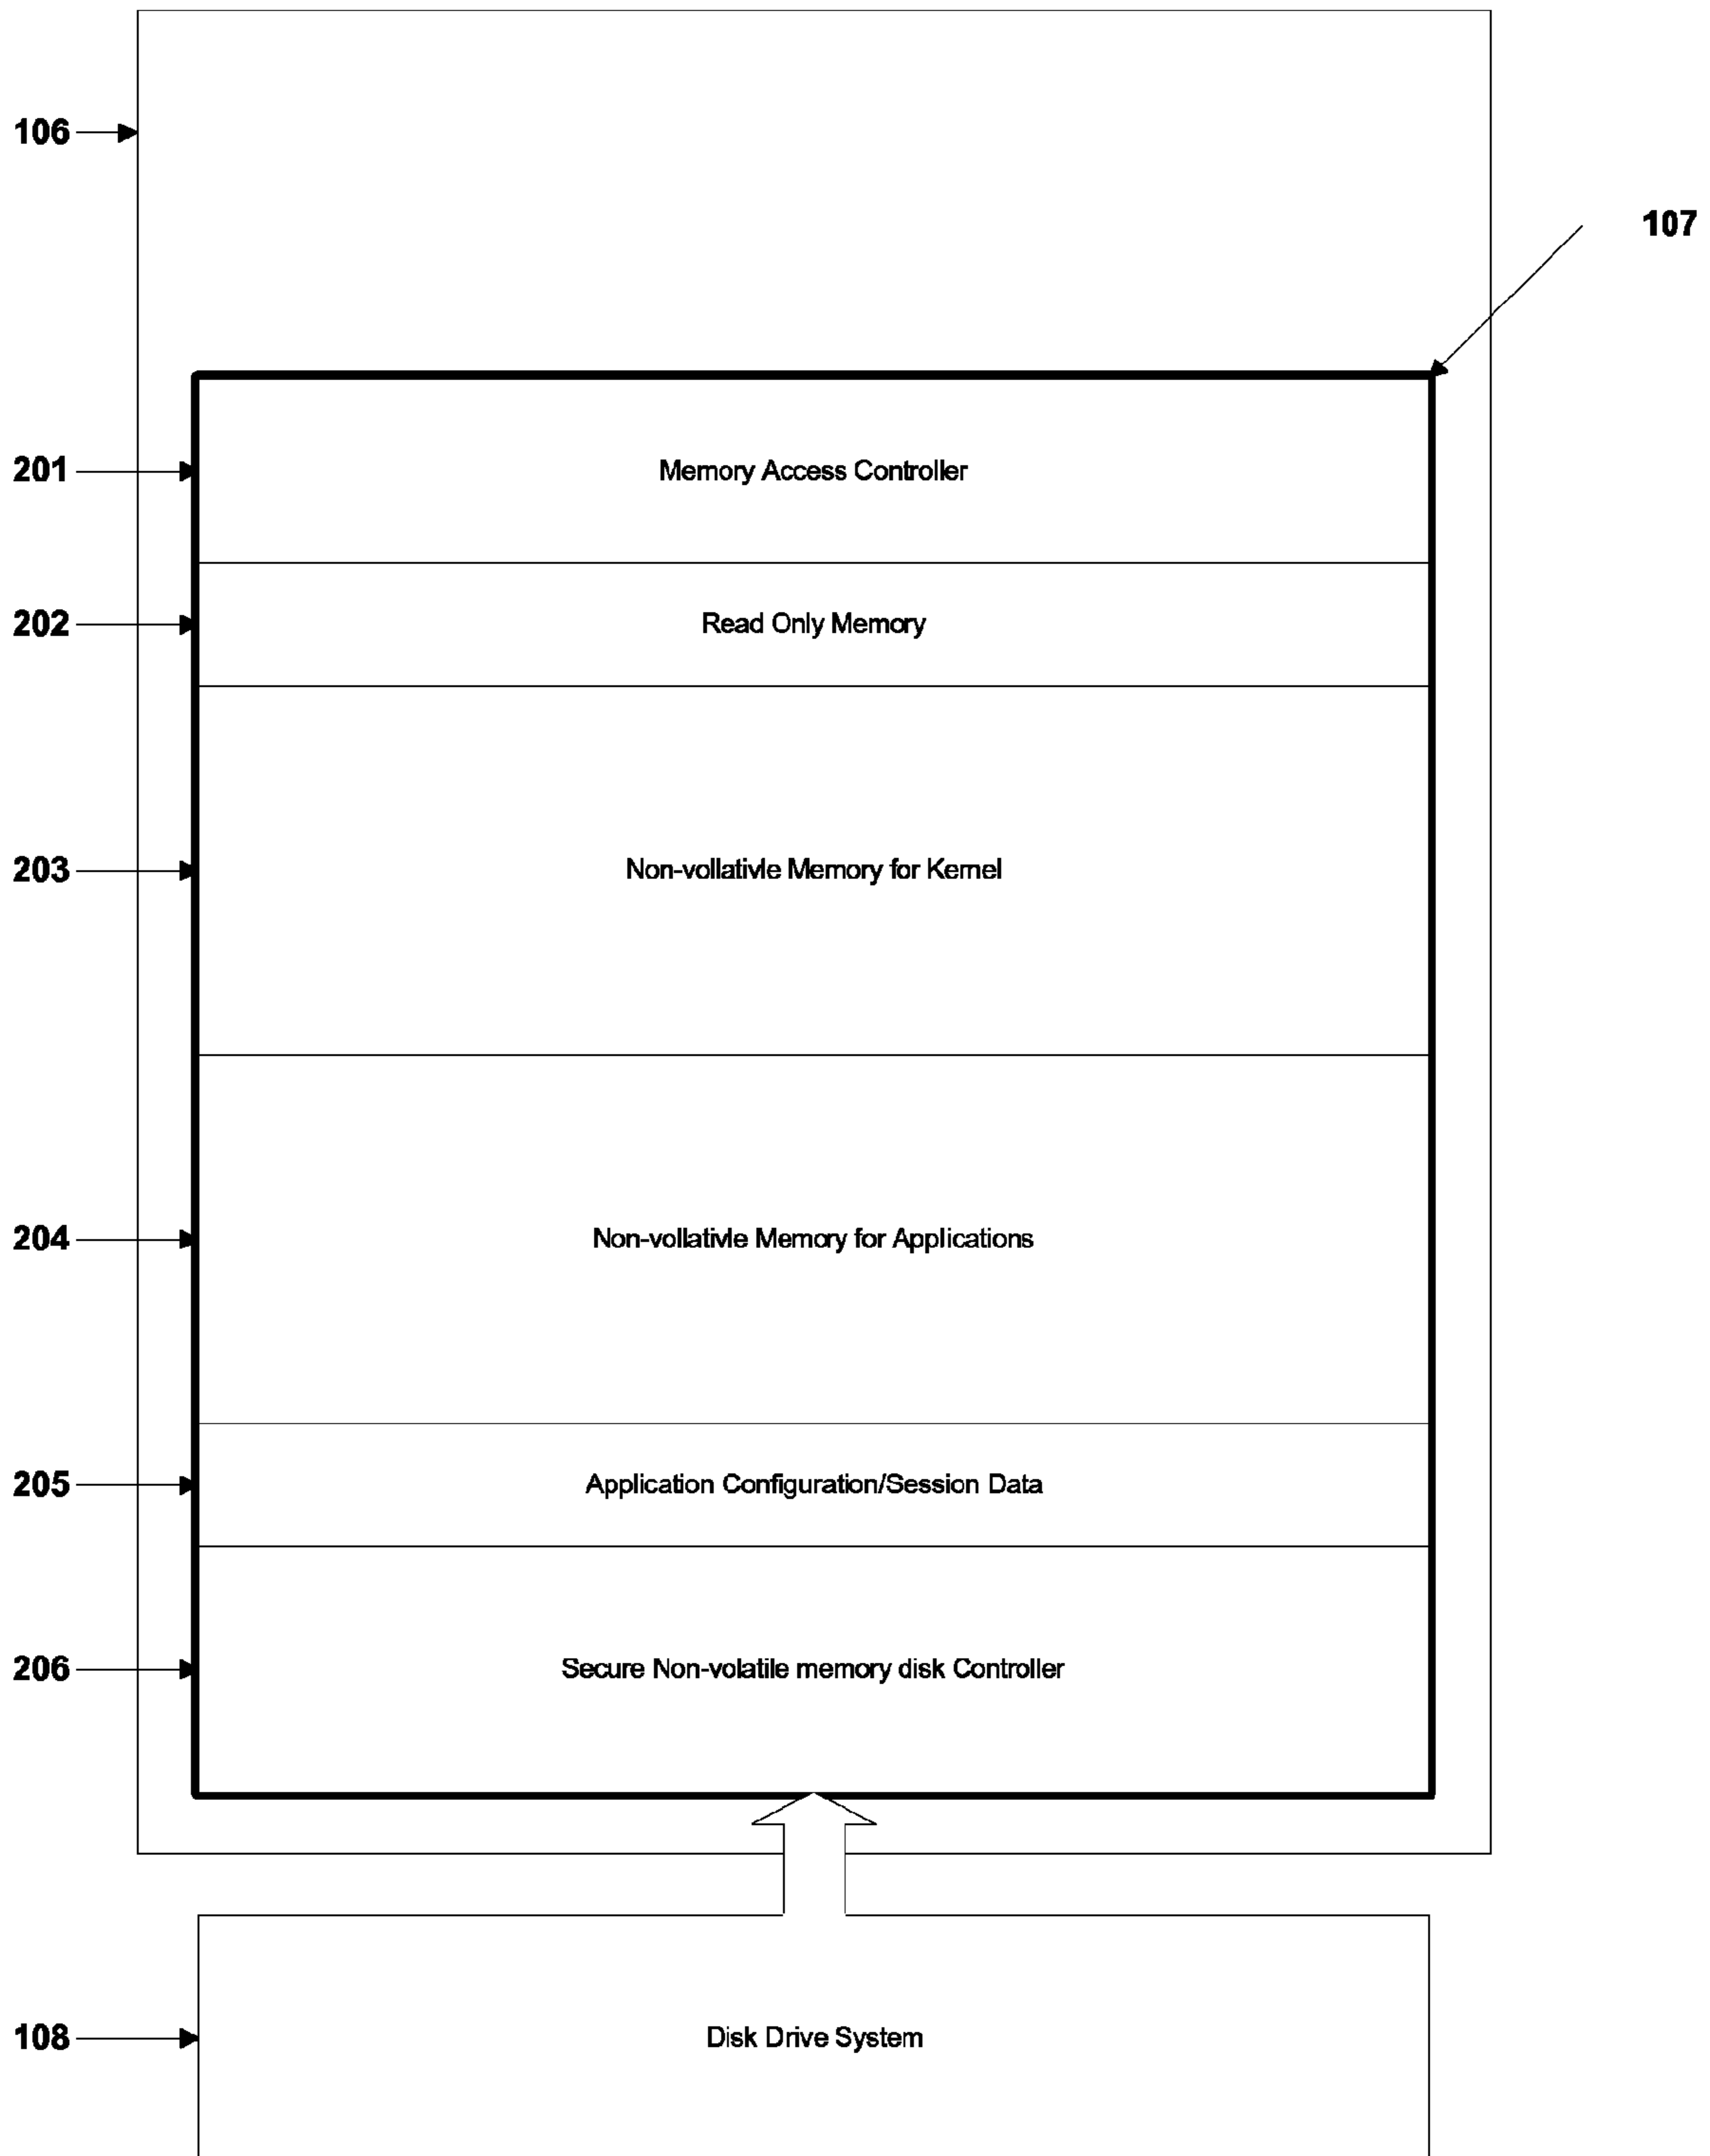 106
107
201 Memory Access Controller
202 Read Only Memory
203 Non-vollativle Memory for Kernel
204 Non-vollativle Memory for Applications
205 Application Configuration/Session Data
206 Secure Non-volatile memory disk Controller
108 Disk Drive System